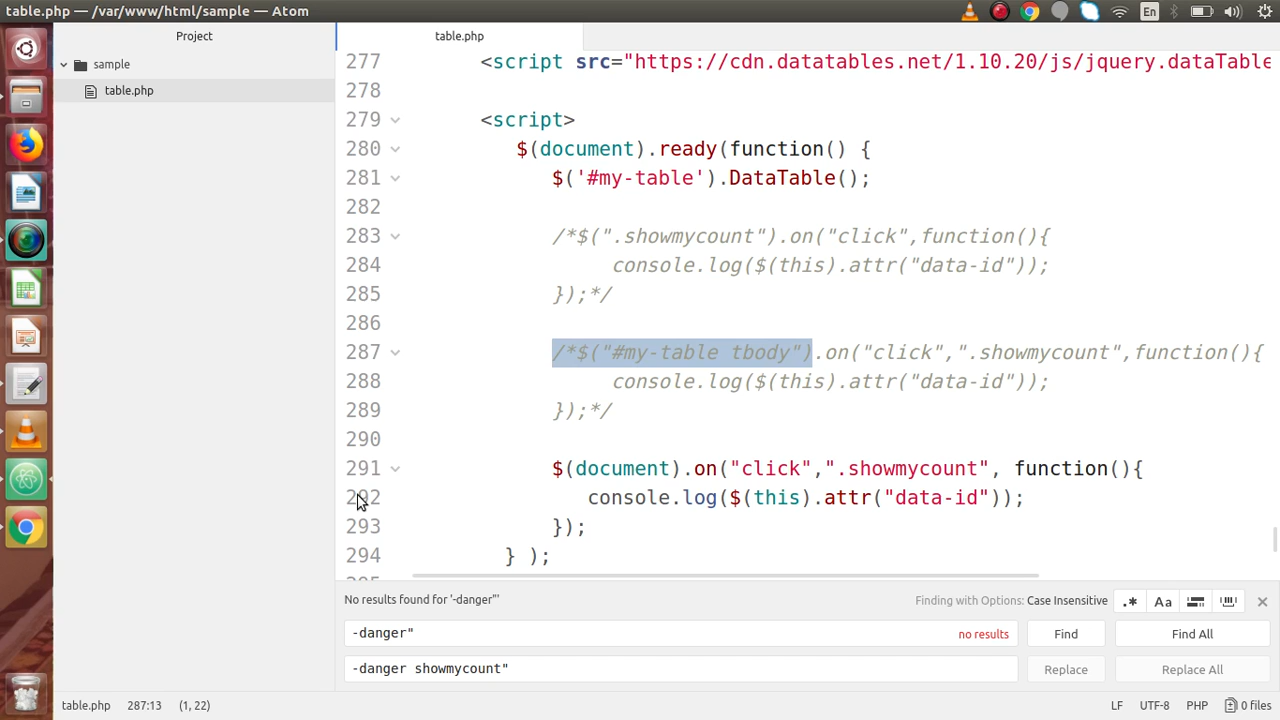 table.php — /var/www/html/sample — Atom
En
Project
table.php
sample
table.php
277 <script src="https://cdn.datatables.net/1.10.20/js/jquery.dataTable
278
279 <script>
280 $(document).ready(function() {
281 $('#my-table').DataTable();
282
283 /*$(".showmycount").on("click",function(){
284 console.log($(this).attr("data-id"));
285 });*/
286
287 /*$("#my-table tbody").on("click",".showmycount",function(){
288 console.log($(this).attr("data-id"));
289 });*/
290
291 $(document).on("click",".showmycount", function(){
292 console.log($(this).attr("data-id"));
293 });
294 } );
No results found for '-danger"'
Finding with Options: Case Insensitive
.* Aa
-danger" no results Find Find All
-danger showmycount" Replace Replace All
table.php 287:13 (1, 22) LF UTF-8 PHP 0 files